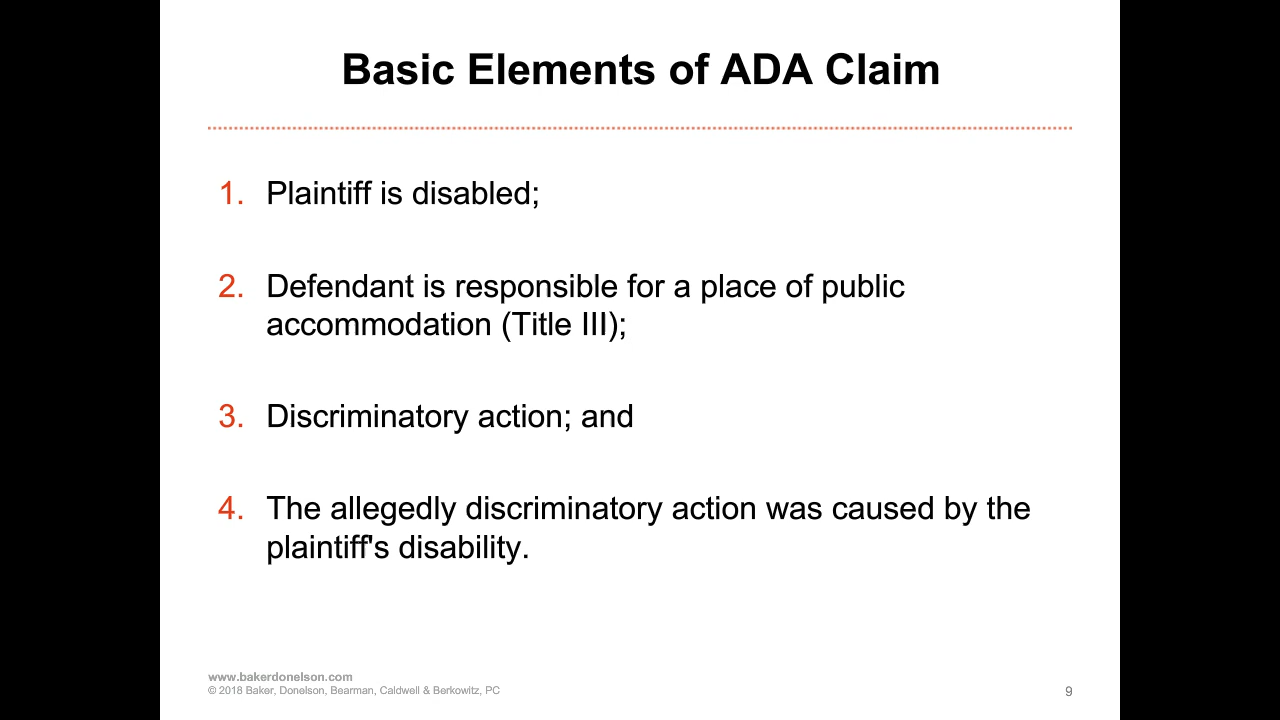 Basic Elements of ADA Claim
1. Plaintiff is disabled;
2. Defendant is responsible for a place of public
accommodation (Title III);
3. Discriminatory action; and
4. The allegedly discriminatory action was caused by the
plaintiff's disability.
www.bakerdonelson.com
© 2018 Baker, Donelson, Bearman, Caldwell & Berkowitz, PC
9